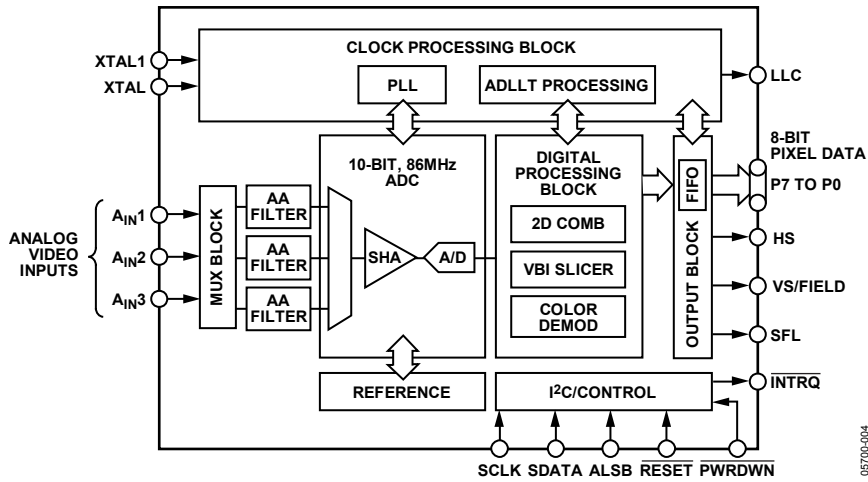 CLOCK PROCESSING BLOCK
XTAL1
XTAL
PLL
ADLLT PROCESSING
LLC
10-BIT, 86MHz
ADC
DIGITAL
PROCESSING
BLOCK
8-BIT
PIXEL DATA
P7 TO P0
FIFO
OUTPUT BLOCK
ANALOG
VIDEO
INPUTS
AIN1
AIN2
AIN3
MUX BLOCK
AA
FILTER
AA
FILTER
AA
FILTER
SHA
A/D
2D COMB
VBI SLICER
COLOR
DEMOD
HS
VS/FIELD
SFL
REFERENCE
I2C/CONTROL
INTRQ
SCLK
SDATA
ALSB
RESET
PWRDWN
05700-004